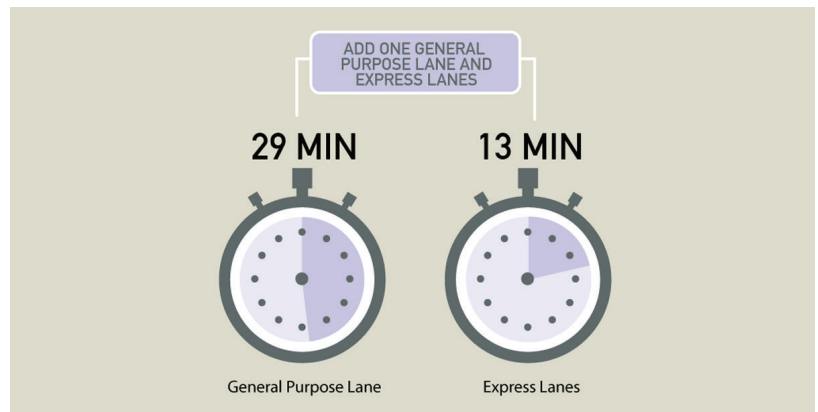 ADD ONE GENERAL
PURPOSE LANE AND
EXPRESS LANES
29 MIN
13 MIN
General Purpose Lane
Express Lanes